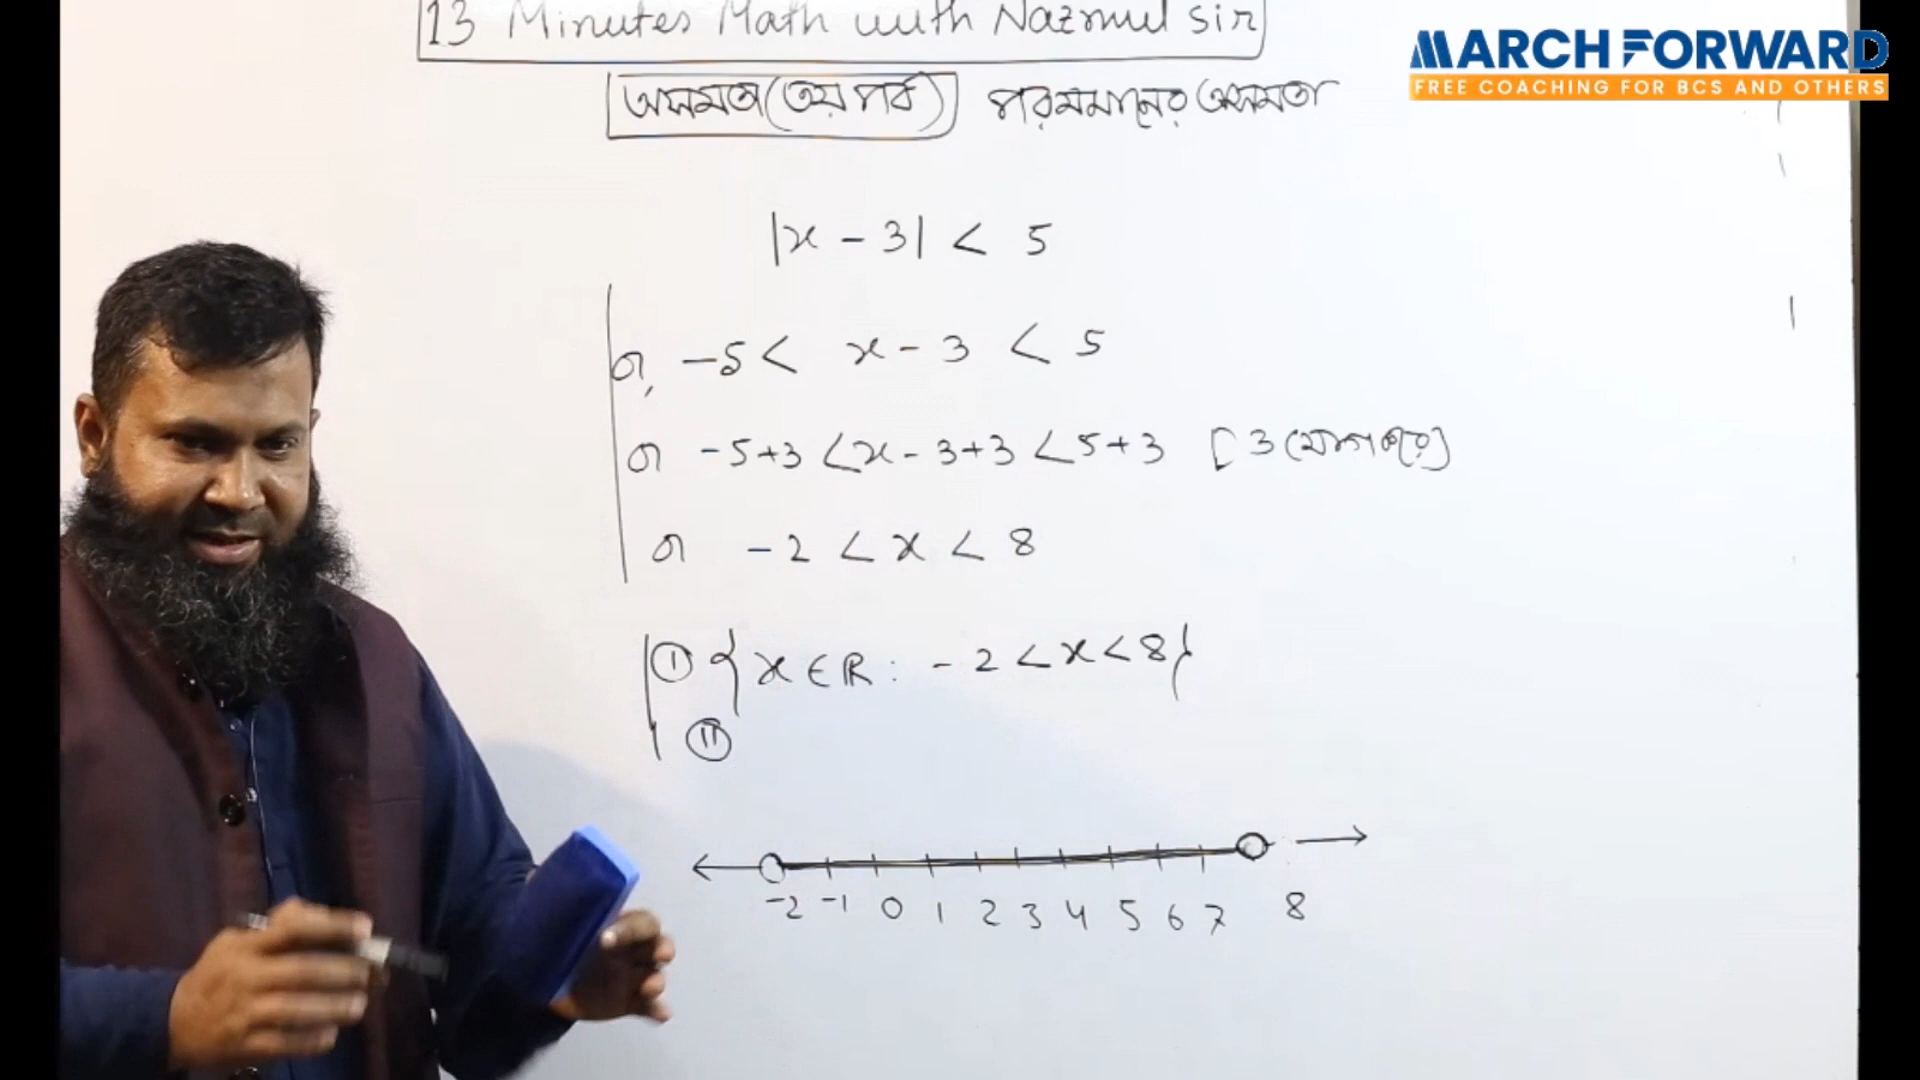 13 Minutes Math with Nazmul sir
MARCH FORWARD
FREE COACHING FOR BCS AND OTHERS
অসমতা (৩য় পর্ব) পরমমানের অসমতা
|x - 3| < 5
বা, -5 < x - 3 < 5
বা -5+3 < x - 3+3 < 5+3 [3 যোগ করে]
বা -2 < x < 8
(i) {x ∈ R : -2 < x < 8}
(ii)
-2 -1 0 1 2 3 4 5 6 7 8